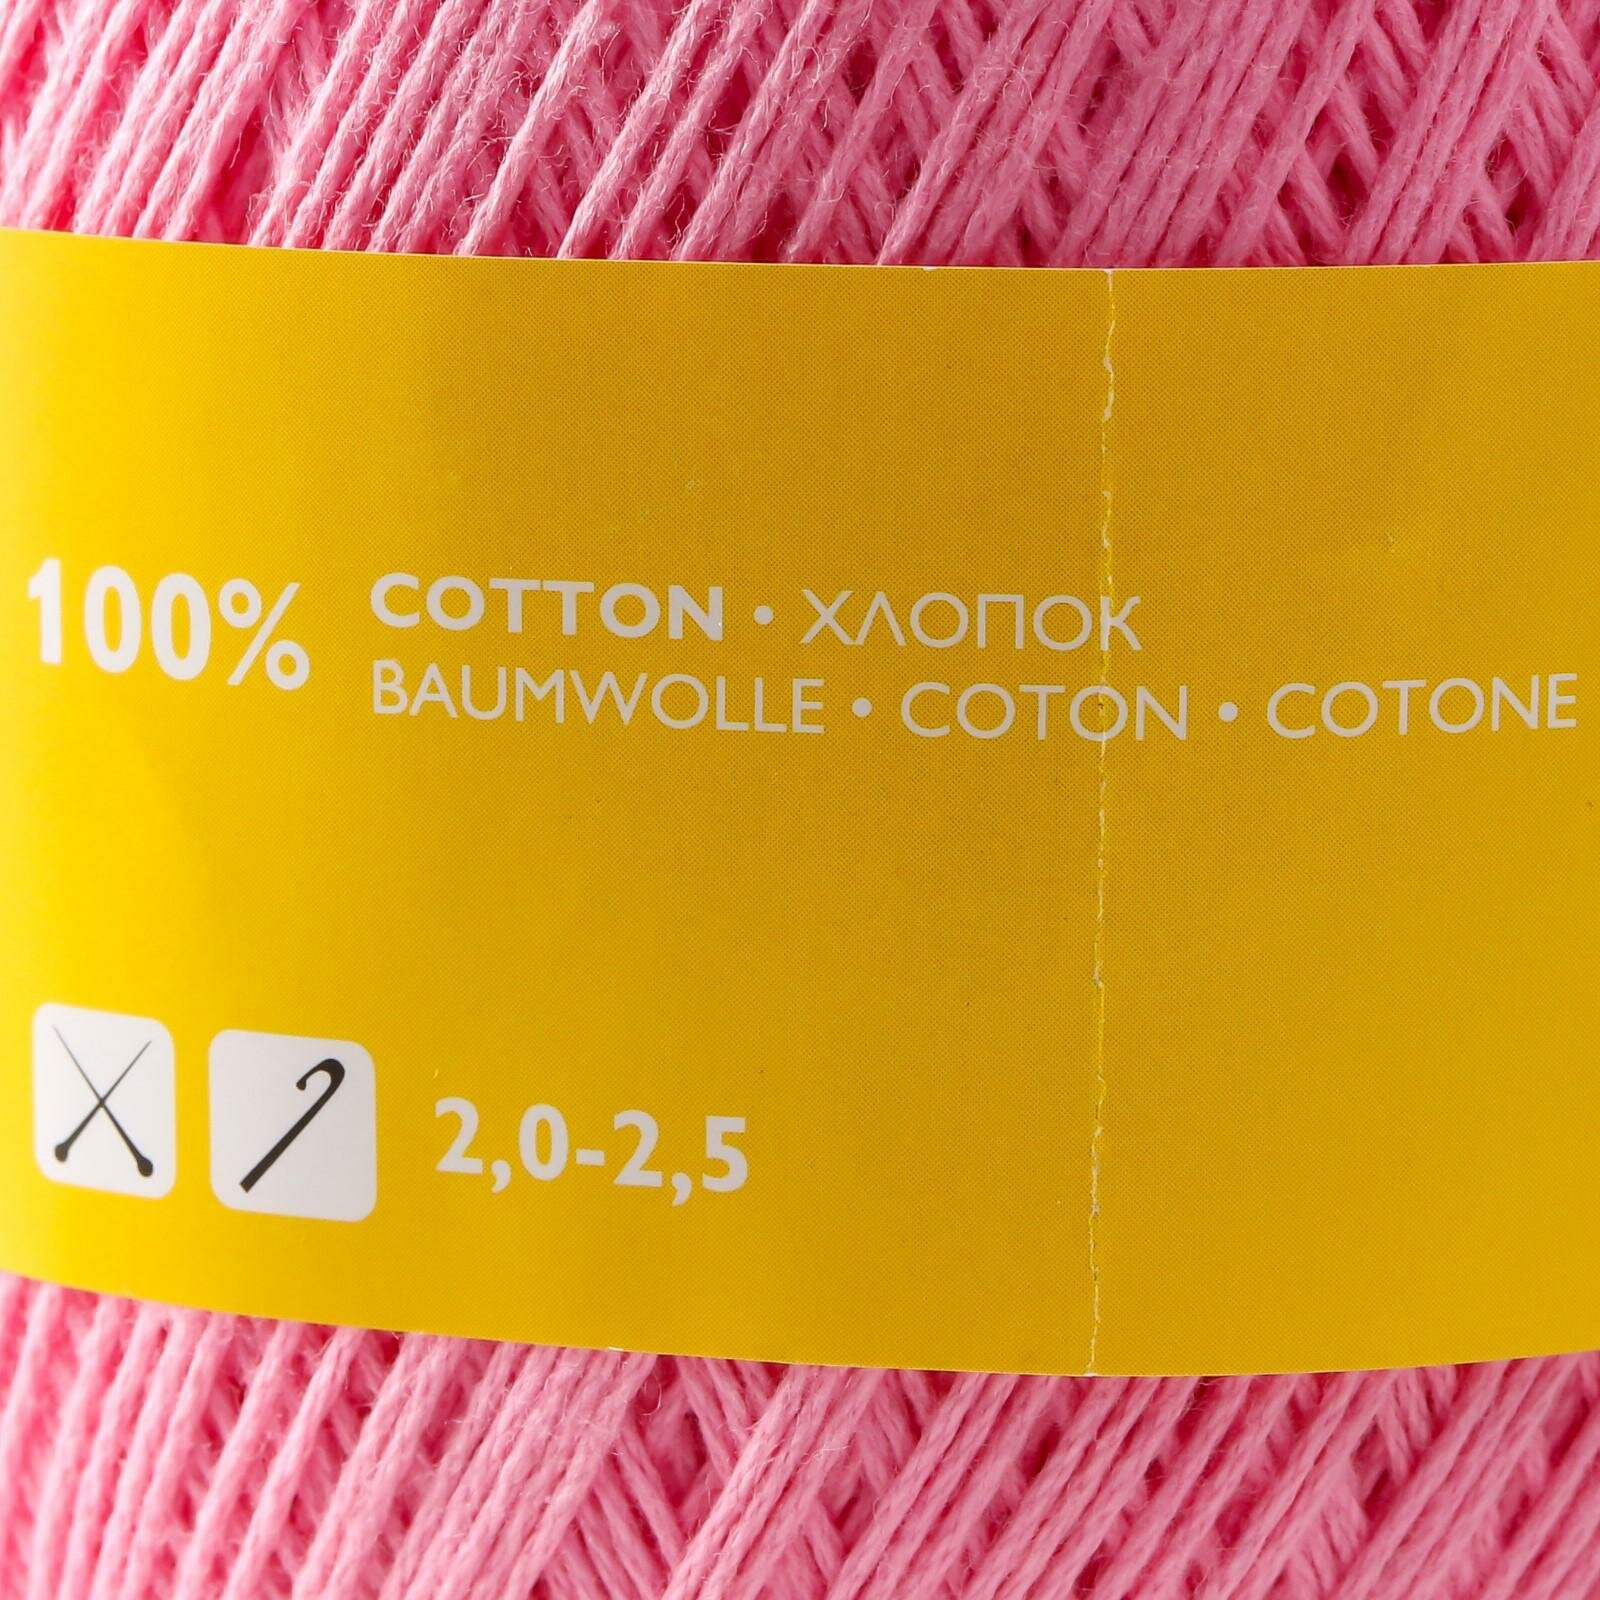 100% COTTON • ХЛОПОК
BAUMWOLLE • COTON • COTONE
2,0-2,5